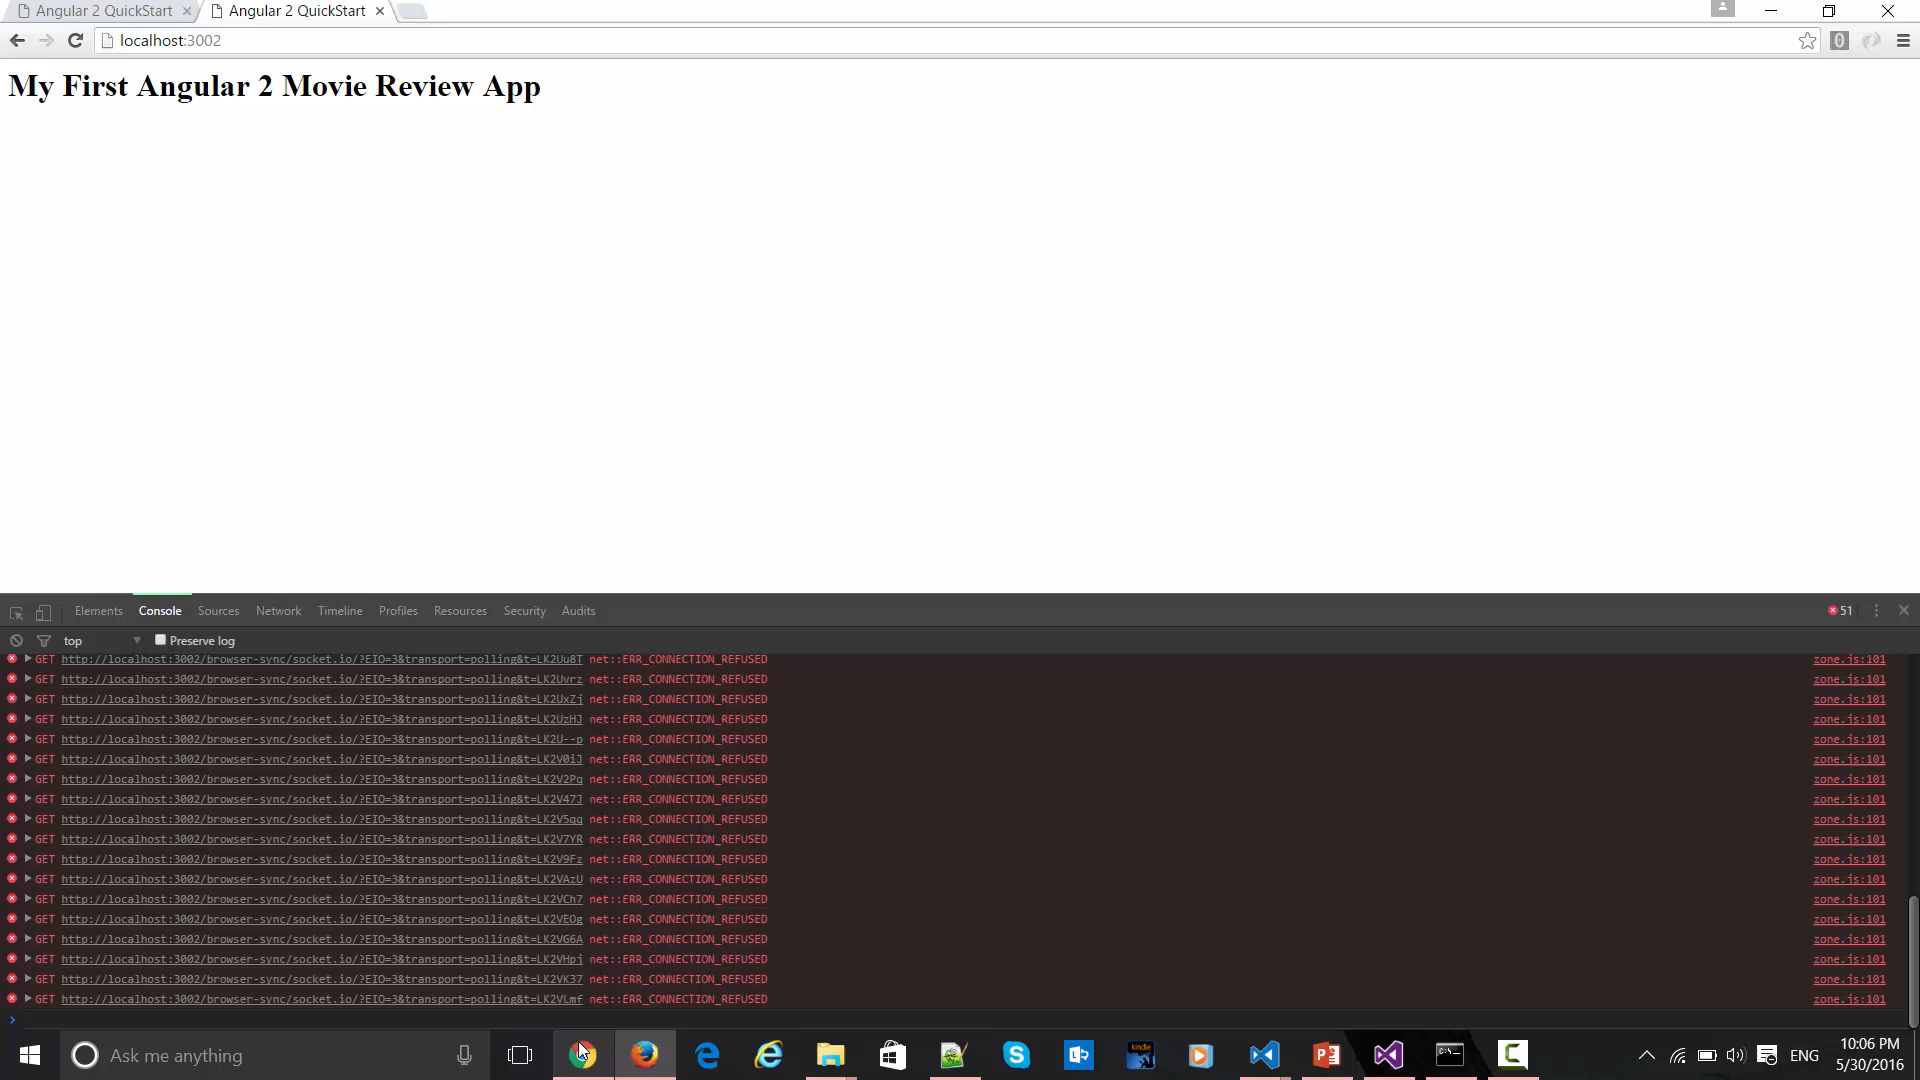 Angular 2 QuickStart
Angular 2 QuickStart
localhost:3002
My First Angular 2 Movie Review App
Elements Console Sources Network Timeline Profiles Resources Security Audits 51
top Preserve log
GET http://localhost:3002/browser-sync/socket.io/?EIO=3&transport=polling&t=LK2Uu8T net::ERR_CONNECTION_REFUSED zone.js:101
GET http://localhost:3002/browser-sync/socket.io/?EIO=3&transport=polling&t=LK2Uvrz net::ERR_CONNECTION_REFUSED zone.js:101
GET http://localhost:3002/browser-sync/socket.io/?EIO=3&transport=polling&t=LK2UxZj net::ERR_CONNECTION_REFUSED zone.js:101
GET http://localhost:3002/browser-sync/socket.io/?EIO=3&transport=polling&t=LK2UzHJ net::ERR_CONNECTION_REFUSED zone.js:101
GET http://localhost:3002/browser-sync/socket.io/?EIO=3&transport=polling&t=LK2U--p net::ERR_CONNECTION_REFUSED zone.js:101
GET http://localhost:3002/browser-sync/socket.io/?EIO=3&transport=polling&t=LK2V0iJ net::ERR_CONNECTION_REFUSED zone.js:101
GET http://localhost:3002/browser-sync/socket.io/?EIO=3&transport=polling&t=LK2V2Pq net::ERR_CONNECTION_REFUSED zone.js:101
GET http://localhost:3002/browser-sync/socket.io/?EIO=3&transport=polling&t=LK2V47J net::ERR_CONNECTION_REFUSED zone.js:101
GET http://localhost:3002/browser-sync/socket.io/?EIO=3&transport=polling&t=LK2V5qq net::ERR_CONNECTION_REFUSED zone.js:101
GET http://localhost:3002/browser-sync/socket.io/?EIO=3&transport=polling&t=LK2V7YR net::ERR_CONNECTION_REFUSED zone.js:101
GET http://localhost:3002/browser-sync/socket.io/?EIO=3&transport=polling&t=LK2V9Fz net::ERR_CONNECTION_REFUSED zone.js:101
GET http://localhost:3002/browser-sync/socket.io/?EIO=3&transport=polling&t=LK2VAzU net::ERR_CONNECTION_REFUSED zone.js:101
GET http://localhost:3002/browser-sync/socket.io/?EIO=3&transport=polling&t=LK2VCh7 net::ERR_CONNECTION_REFUSED zone.js:101
GET http://localhost:3002/browser-sync/socket.io/?EIO=3&transport=polling&t=LK2VEOg net::ERR_CONNECTION_REFUSED zone.js:101
GET http://localhost:3002/browser-sync/socket.io/?EIO=3&transport=polling&t=LK2VG6A net::ERR_CONNECTION_REFUSED zone.js:101
GET http://localhost:3002/browser-sync/socket.io/?EIO=3&transport=polling&t=LK2VHpj net::ERR_CONNECTION_REFUSED zone.js:101
GET http://localhost:3002/browser-sync/socket.io/?EIO=3&transport=polling&t=LK2VK37 net::ERR_CONNECTION_REFUSED zone.js:101
GET http://localhost:3002/browser-sync/socket.io/?EIO=3&transport=polling&t=LK2VLmf net::ERR_CONNECTION_REFUSED zone.js:101
Ask me anything
kindle
ENG
10:06 PM
5/30/2016